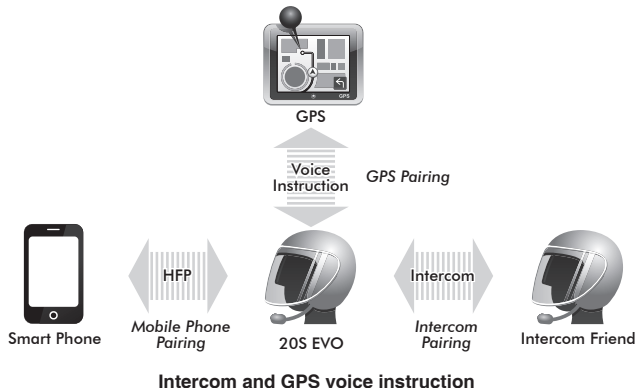 GPS
GPS
Voice
Instruction
GPS Pairing
HFP
Intercom
Smart Phone
Mobile Phone
Pairing
20S EVO
Intercom
Pairing
Intercom Friend
Intercom and GPS voice instruction